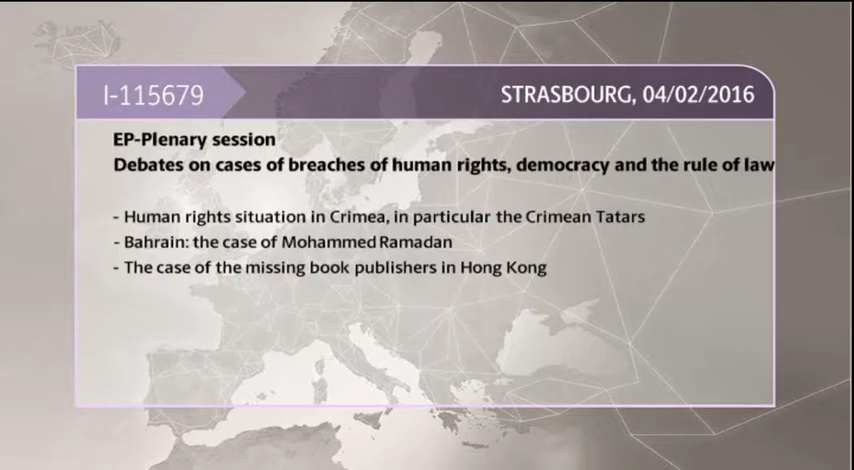 I-115679
STRASBOURG, 04/02/2016
EP-Plenary session
Debates on cases of breaches of human rights, democracy and the rule of law
- Human rights situation in Crimea, in particular the Crimean Tatars
- Bahrain: the case of Mohammed Ramadan
- The case of the missing book publishers in Hong Kong